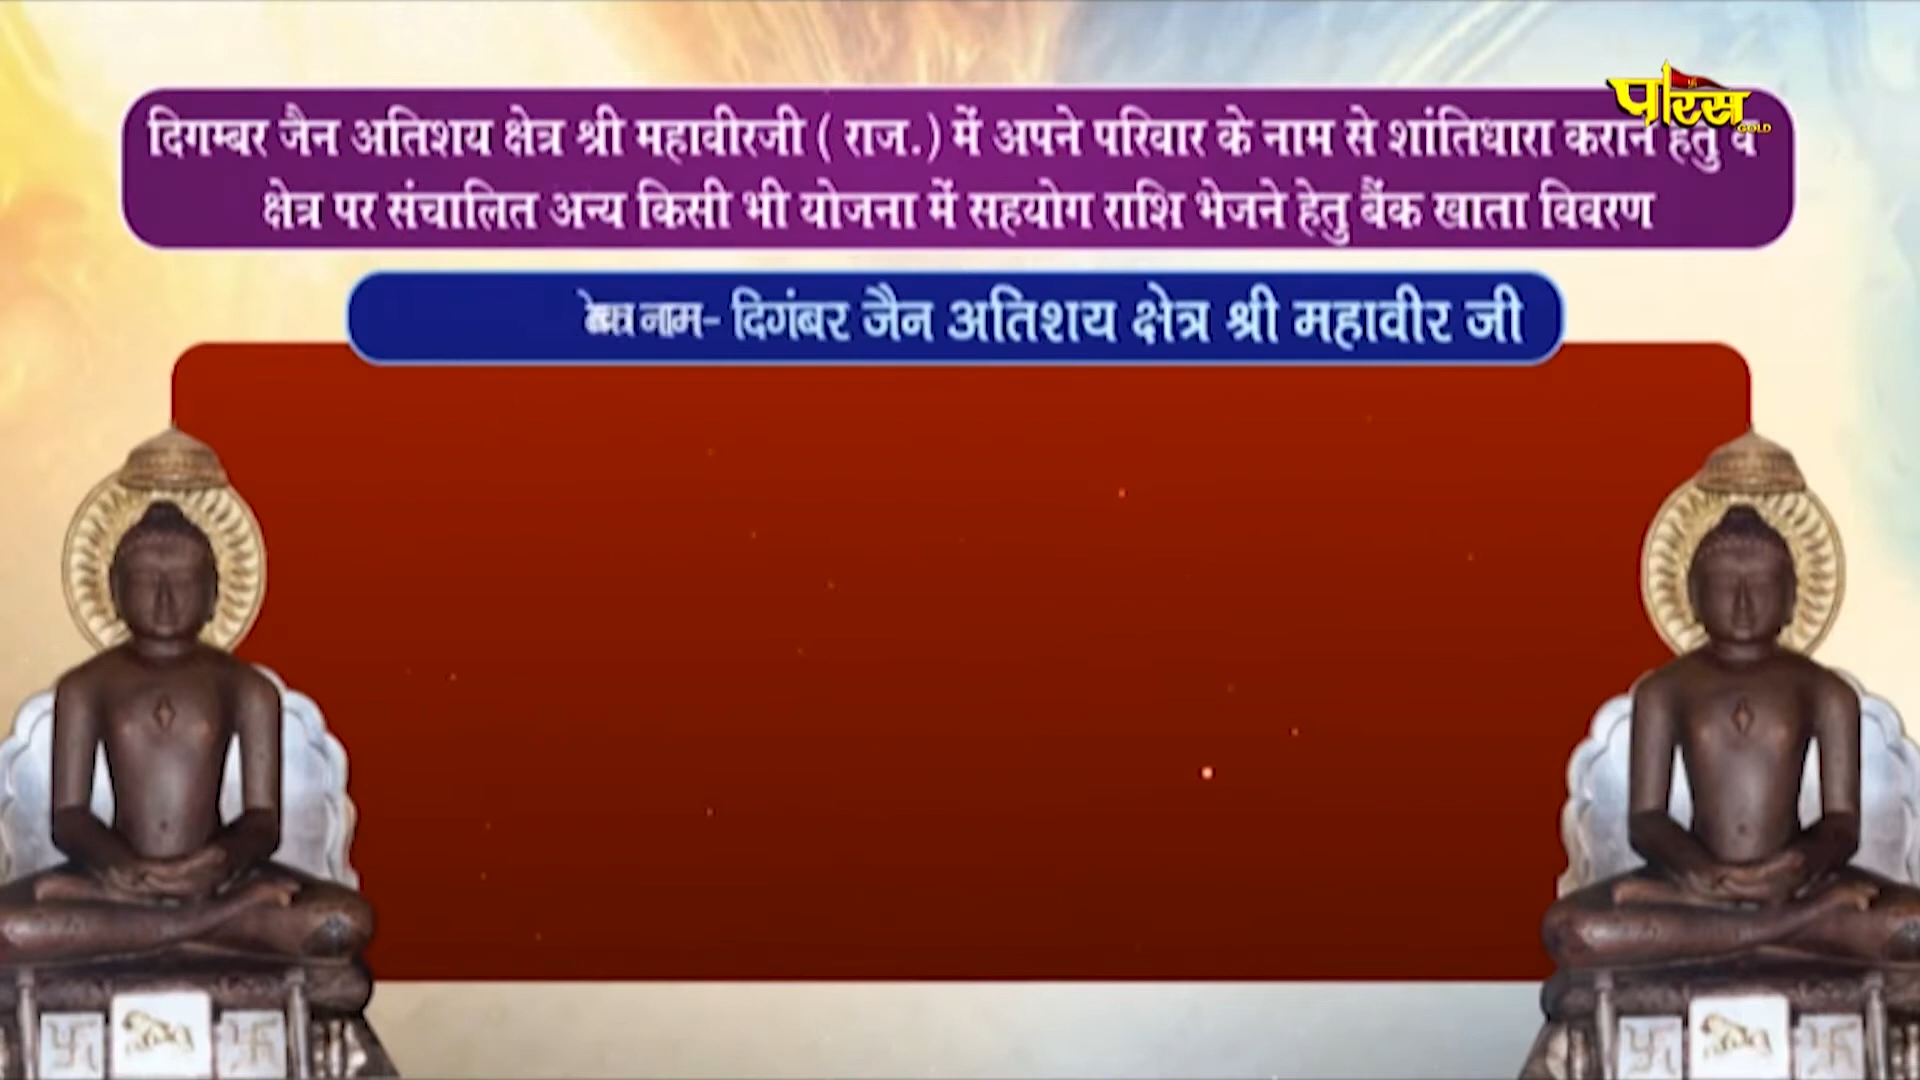 पारस
GOLD
दिगम्बर जैन अतिशय क्षेत्र श्री महावीरजी ( राज.) में अपने परिवार के नाम से शांतिधारा कराने हेतु व
क्षेत्र पर संचालित अन्य किसी भी योजना में सहयोग राशि भेजने हेतु बैंक खाता विवरण
नाम- दिगंबर जैन अतिशय क्षेत्र श्री महावीर जी